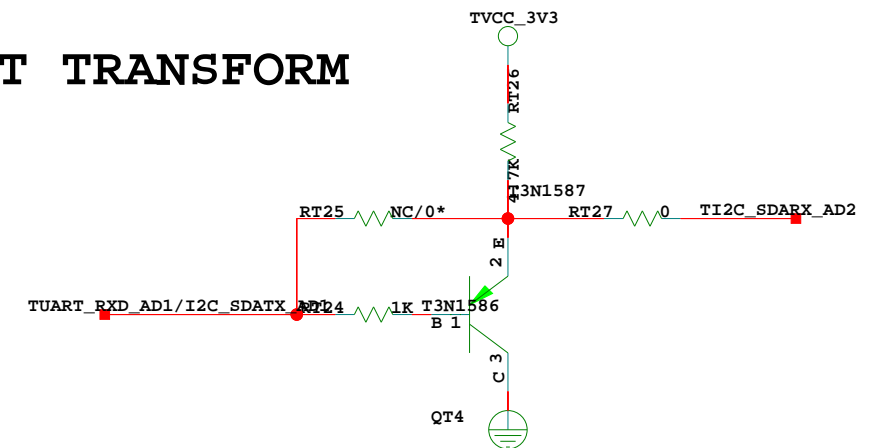 TVCC_3V3
T TRANSFORM
RT26
4.7K
T3N1587
RT25 NC/0*
RT27 0
TI2C_SDARX_AD2
E
2
TUART_RXD_AD1/I2C_SDATX_AD1
RT24 1K
T3N1586
B 1
3
C
QT4